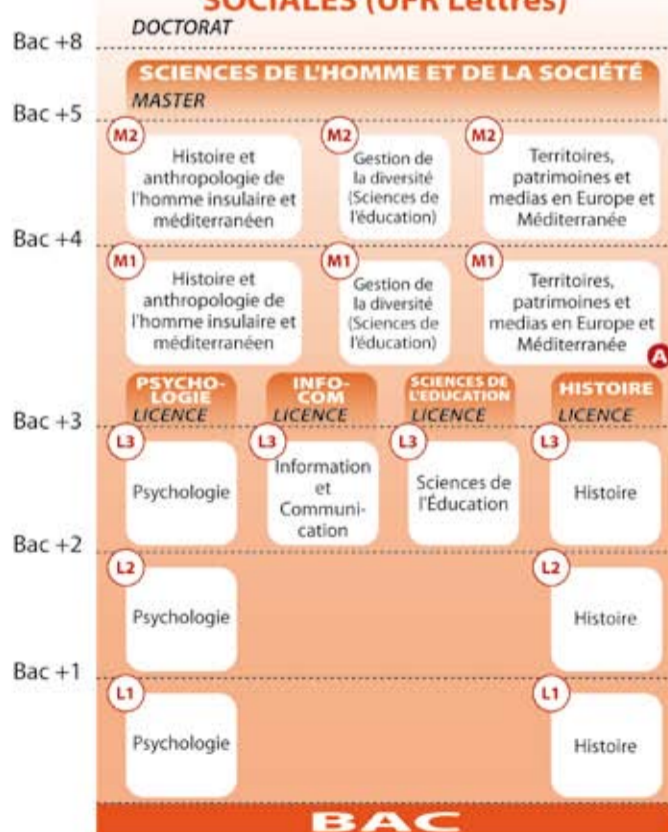 SOCIALES (UFR Lettres)
DOCTORAT
Bac +8
SCIENCES DE L'HOMME ET DE LA SOCIÉTÉ
MASTER
Bac +5
M2
Histoire et
anthropologie de
l'homme insulaire et
méditerranéen
M2
Gestion de
la diversité
(Sciences de
l'éducation)
M2
Territoires,
patrimoines et
medias en Europe et
Méditerranée
Bac +4
M1
Histoire et
anthropologie de
l'homme insulaire et
méditerranéen
M1
Gestion de
la diversité
(Sciences de
l'éducation)
M1
Territoires,
patrimoines et
medias en Europe et
Méditerranée
A
PSYCHO-
LOGIE
LICENCE
INFO-
COM
LICENCE
SCIENCES DE
L'EDUCATION
LICENCE
HISTOIRE
LICENCE
Bac +3
L3
Psychologie
L3
Information
et
Communi-
cation
L3
Sciences de
l'Éducation
L3
Histoire
Bac +2
L2
Psychologie
L2
Histoire
Bac +1
L1
Psychologie
L1
Histoire
BAC